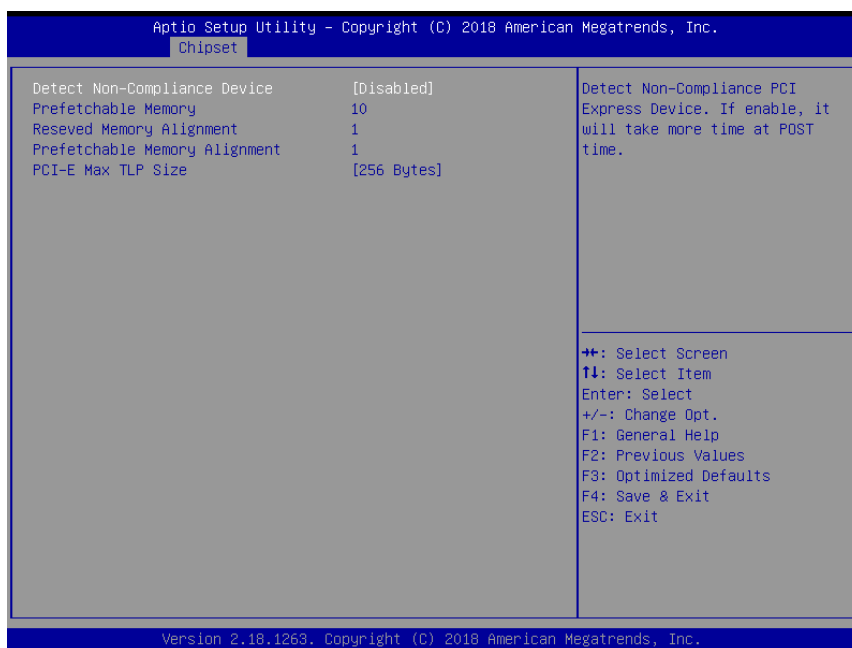 Aptio Setup Utility – Copyright (C) 2018 American Megatrends, Inc.
Chipset
Detect Non-Compliance Device [Disabled]
Prefetchable Memory 10
Reseved Memory Alignment 1
Prefetchable Memory Alignment 1
PCI-E Max TLP Size [256 Bytes]
Detect Non-Compliance PCI
Express Device. If enable, it
will take more time at POST
time.
→←: Select Screen
↑↓: Select Item
Enter: Select
+/-: Change Opt.
F1: General Help
F2: Previous Values
F3: Optimized Defaults
F4: Save & Exit
ESC: Exit
Version 2.18.1263. Copyright (C) 2018 American Megatrends, Inc.